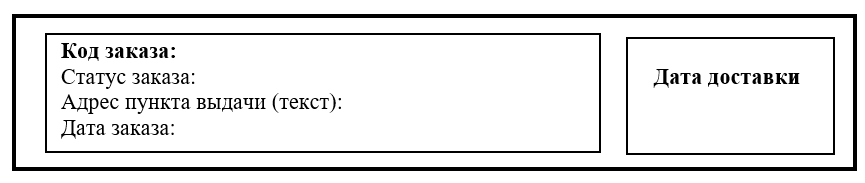 Код заказа:
Статус заказа:
Адрес пункта выдачи (текст):
Дата заказа:
Дата доставки